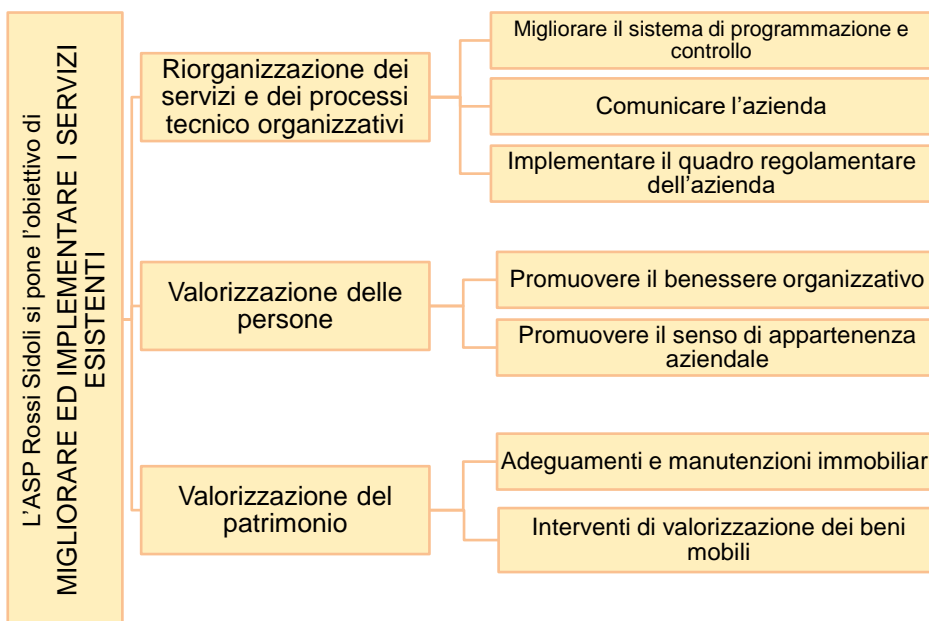 L'ASP Rossi Sidoli si pone l'obiettivo di
MIGLIORARE ED IMPLEMENTARE I SERVIZI
ESISTENTI
Riorganizzazione dei
servizi e dei processi
tecnico organizzativi
Migliorare il sistema di programmazione e
controllo
Comunicare l'azienda
Implementare il quadro regolamentare
dell'azienda
Valorizzazione delle
persone
Promuovere il benessere organizzativo
Promuovere il senso di appartenenza
aziendale
Valorizzazione del
patrimonio
Adeguamenti e manutenzioni immobiliar
Interventi di valorizzazione dei beni
mobili